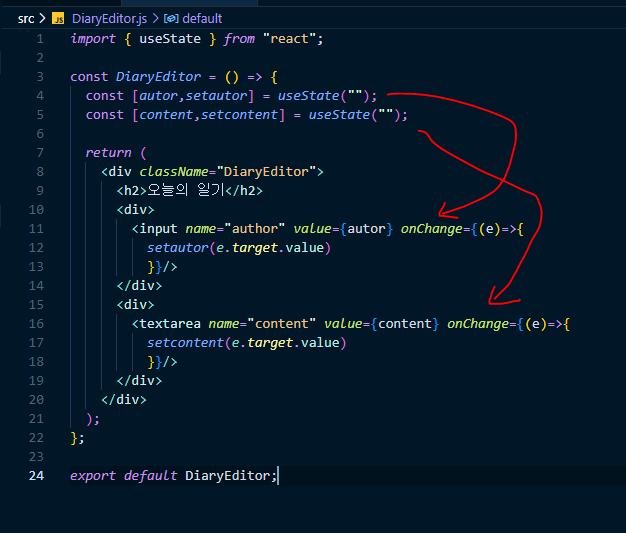 src > JS DiaryEditor.js > default
1 import { useState } from "react";
2
3 const DiaryEditor = () => {
4 const [autor,setautor] = useState("");
5 const [content,setcontent] = useState("");
6
7 return (
8 <div className="DiaryEditor">
9 <h2>오늘의 일기</h2>
10 <div>
11 <input name="author" value={autor} onChange={(e)=>{
12 setautor(e.target.value)
13 }}/>
14 </div>
15 <div>
16 <textarea name="content" value={content} onChange={(e)=>{
17 setcontent(e.target.value)
18 }}/>
19 </div>
20 </div>
21 );
22 };
23
24 export default DiaryEditor;